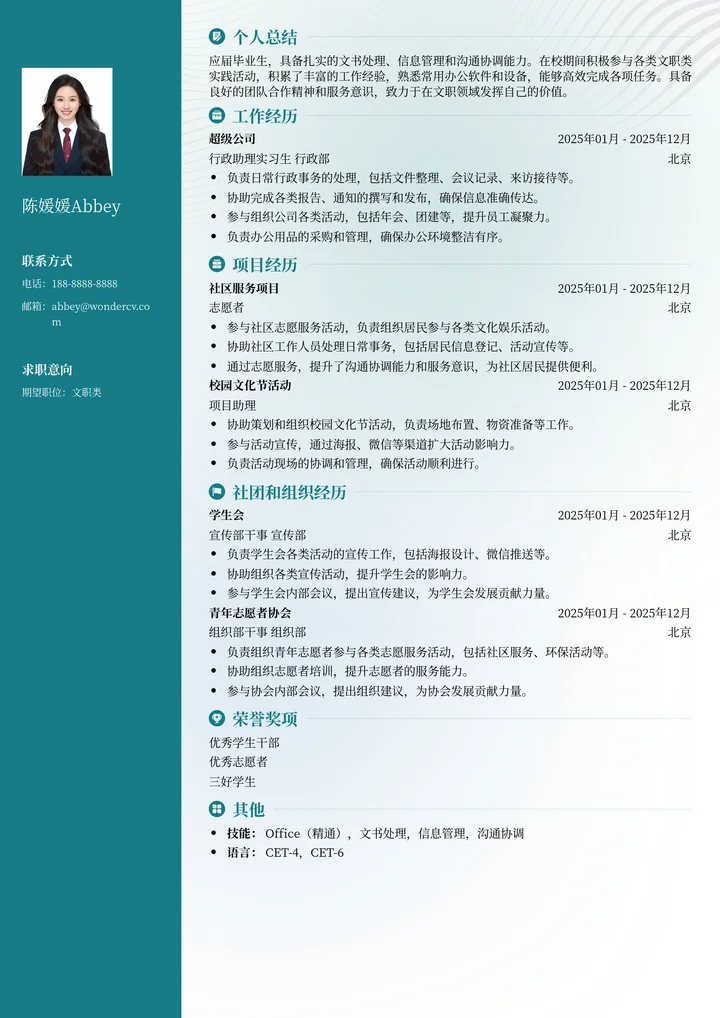 陈媛媛Abbey
联系方式
电话：188-8888-8888
邮箱：abbey@wondercv.co
m
求职意向
期望职位：文职类
个人总结
应届毕业生，具备扎实的文书处理、信息管理和沟通协调能力。在校期间积极参与各类文职类
实践活动，积累了丰富的工作经验，熟悉常用办公软件和设备，能够高效完成各项任务。具备
良好的团队合作精神和服务意识，致力于在文职领域发挥自己的价值。
工作经历
超级公司 2025年01月 - 2025年12月
行政助理实习生 行政部 北京
• 负责日常行政事务的处理，包括文件整理、会议记录、来访接待等。
• 协助完成各类报告、通知的撰写和发布，确保信息准确传达。
• 参与组织公司各类活动，包括年会、团建等，提升员工凝聚力。
• 负责办公用品的采购和管理，确保办公环境整洁有序。
项目经历
社区服务项目 2025年01月 - 2025年12月
志愿者 北京
• 参与社区志愿服务活动，负责组织居民参与各类文化娱乐活动。
• 协助社区工作人员处理日常事务，包括居民信息登记、活动宣传等。
• 通过志愿服务，提升了沟通协调能力和服务意识，为社区居民提供便利。
校园文化节活动 2025年01月 - 2025年12月
项目助理 北京
• 协助策划和组织校园文化节活动，负责场地布置、物资准备等工作。
• 参与活动宣传，通过海报、微信等渠道扩大活动影响力。
• 负责活动现场的协调和管理，确保活动顺利进行。
社团和组织经历
学生会 2025年01月 - 2025年12月
宣传部干事 宣传部 北京
• 负责学生会各类活动的宣传工作，包括海报设计、微信推送等。
• 协助组织各类宣传活动，提升学生会的影响力。
• 参与学生会内部会议，提出宣传建议，为学生会发展贡献力量。
青年志愿者协会 2025年01月 - 2025年12月
组织部干事 组织部 北京
• 负责组织青年志愿者参与各类志愿服务活动，包括社区服务、环保活动等。
• 协助组织志愿者培训，提升志愿者的服务能力。
• 参与协会内部会议，提出组织建议，为协会发展贡献力量。
荣誉奖项
优秀学生干部
优秀志愿者
三好学生
其他
• 技能： Office（精通），文书处理，信息管理，沟通协调
• 语言： CET-4，CET-6